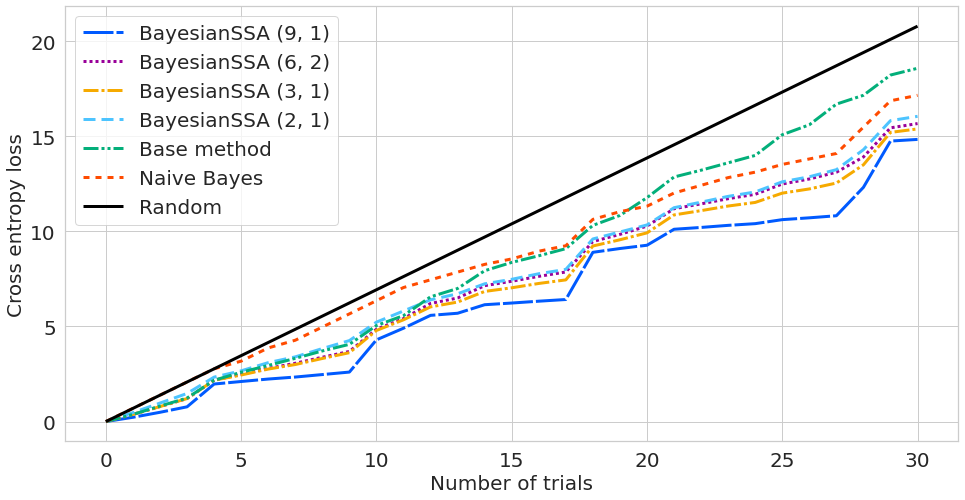 BayesianSSA (9, 1)
BayesianSSA (6, 2)
BayesianSSA (3, 1)
BayesianSSA (2, 1)
Base method
Naive Bayes
Random
Cross entropy loss
20
15
10
5
0
0 5 10 15 20 25 30
Number of trials